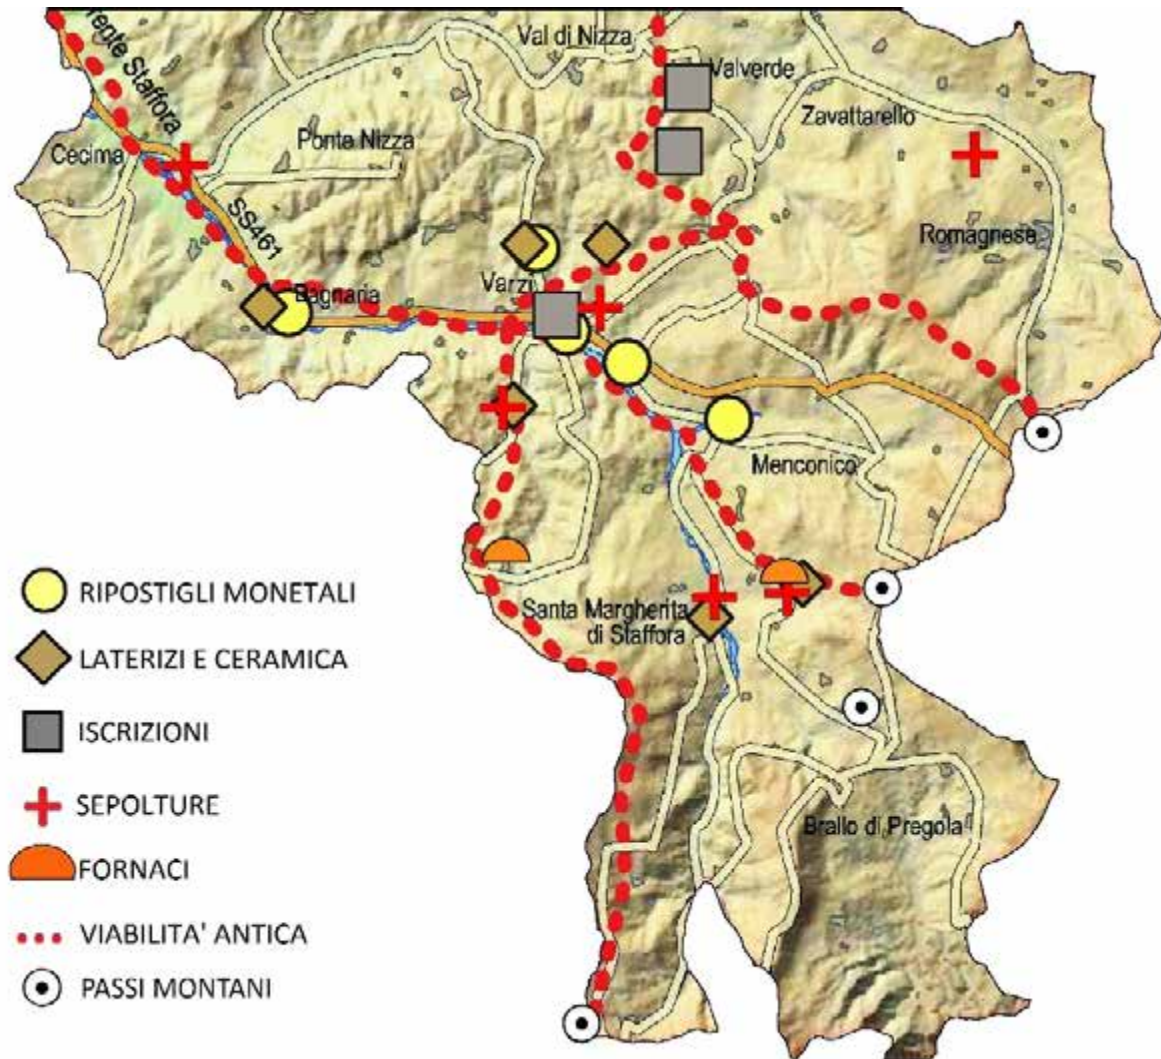 Val di Nizza
Valverde
Zavattarello
Staffora
Cecima
Ponte Nizza
SS461
Romagnese
Varzi
Bagnaria
Menconico
Santa Margherita
di Staffora
Brallo di Pregola
RIPOSTIGLI MONETALI
LATERIZI E CERAMICA
ISCRIZIONI
SEPOLTURE
FORNACI
VIABILITA' ANTICA
PASSI MONTANI